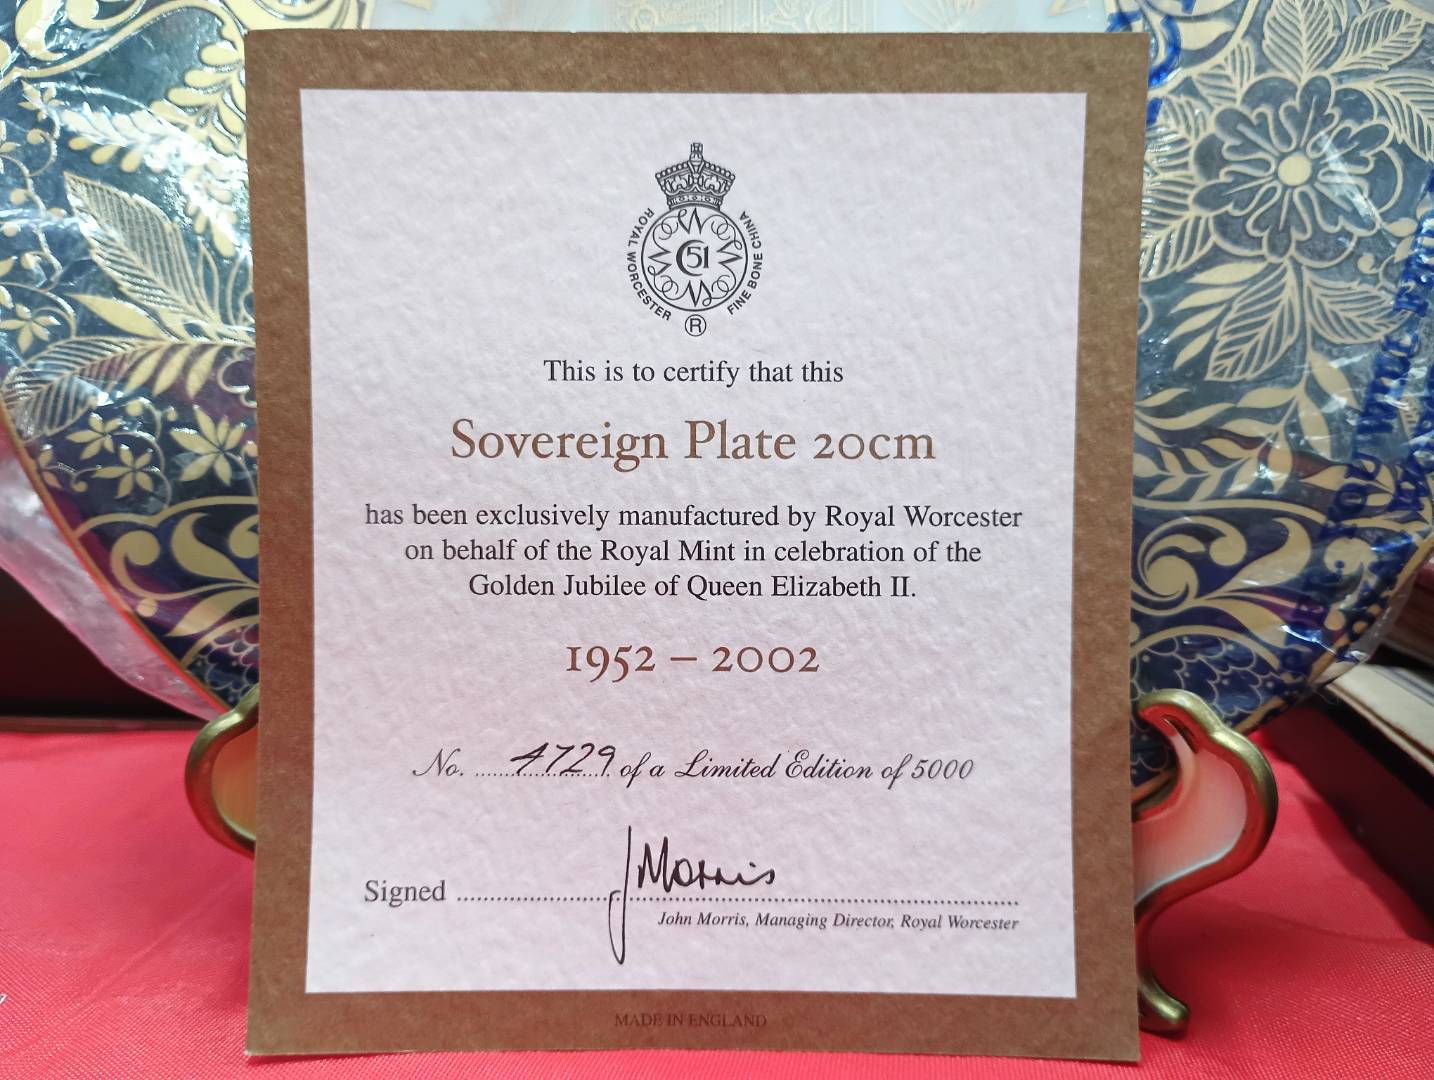 ROYAL WORCESTER
FINE BONE CHINA
51
®
This is to certify that this
Sovereign Plate 20cm
has been exclusively manufactured by Royal Worcester
on behalf of the Royal Mint in celebration of the
Golden Jubilee of Queen Elizabeth II.
1952 – 2002
No. 4729 of a Limited Edition of 5000
Signed J Morris
John Morris, Managing Director, Royal Worcester
MADE IN ENGLAND